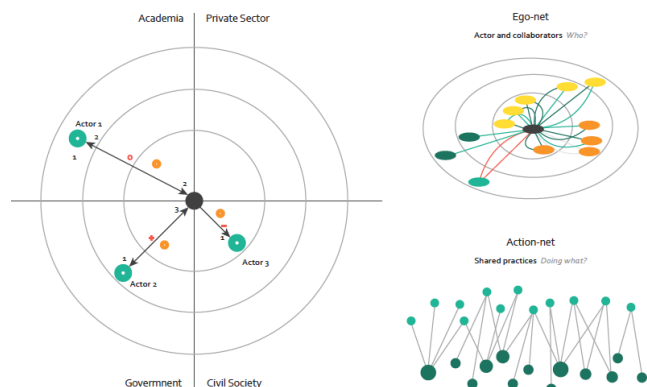 Academia Private Sector
Actor 1
2
1
0
2
3
+
–
1
1
Actor 3
Actor 2
Government Civil Society
Ego-net
Actor and collaborators Who?
Action-net
Shared practices Doing what?